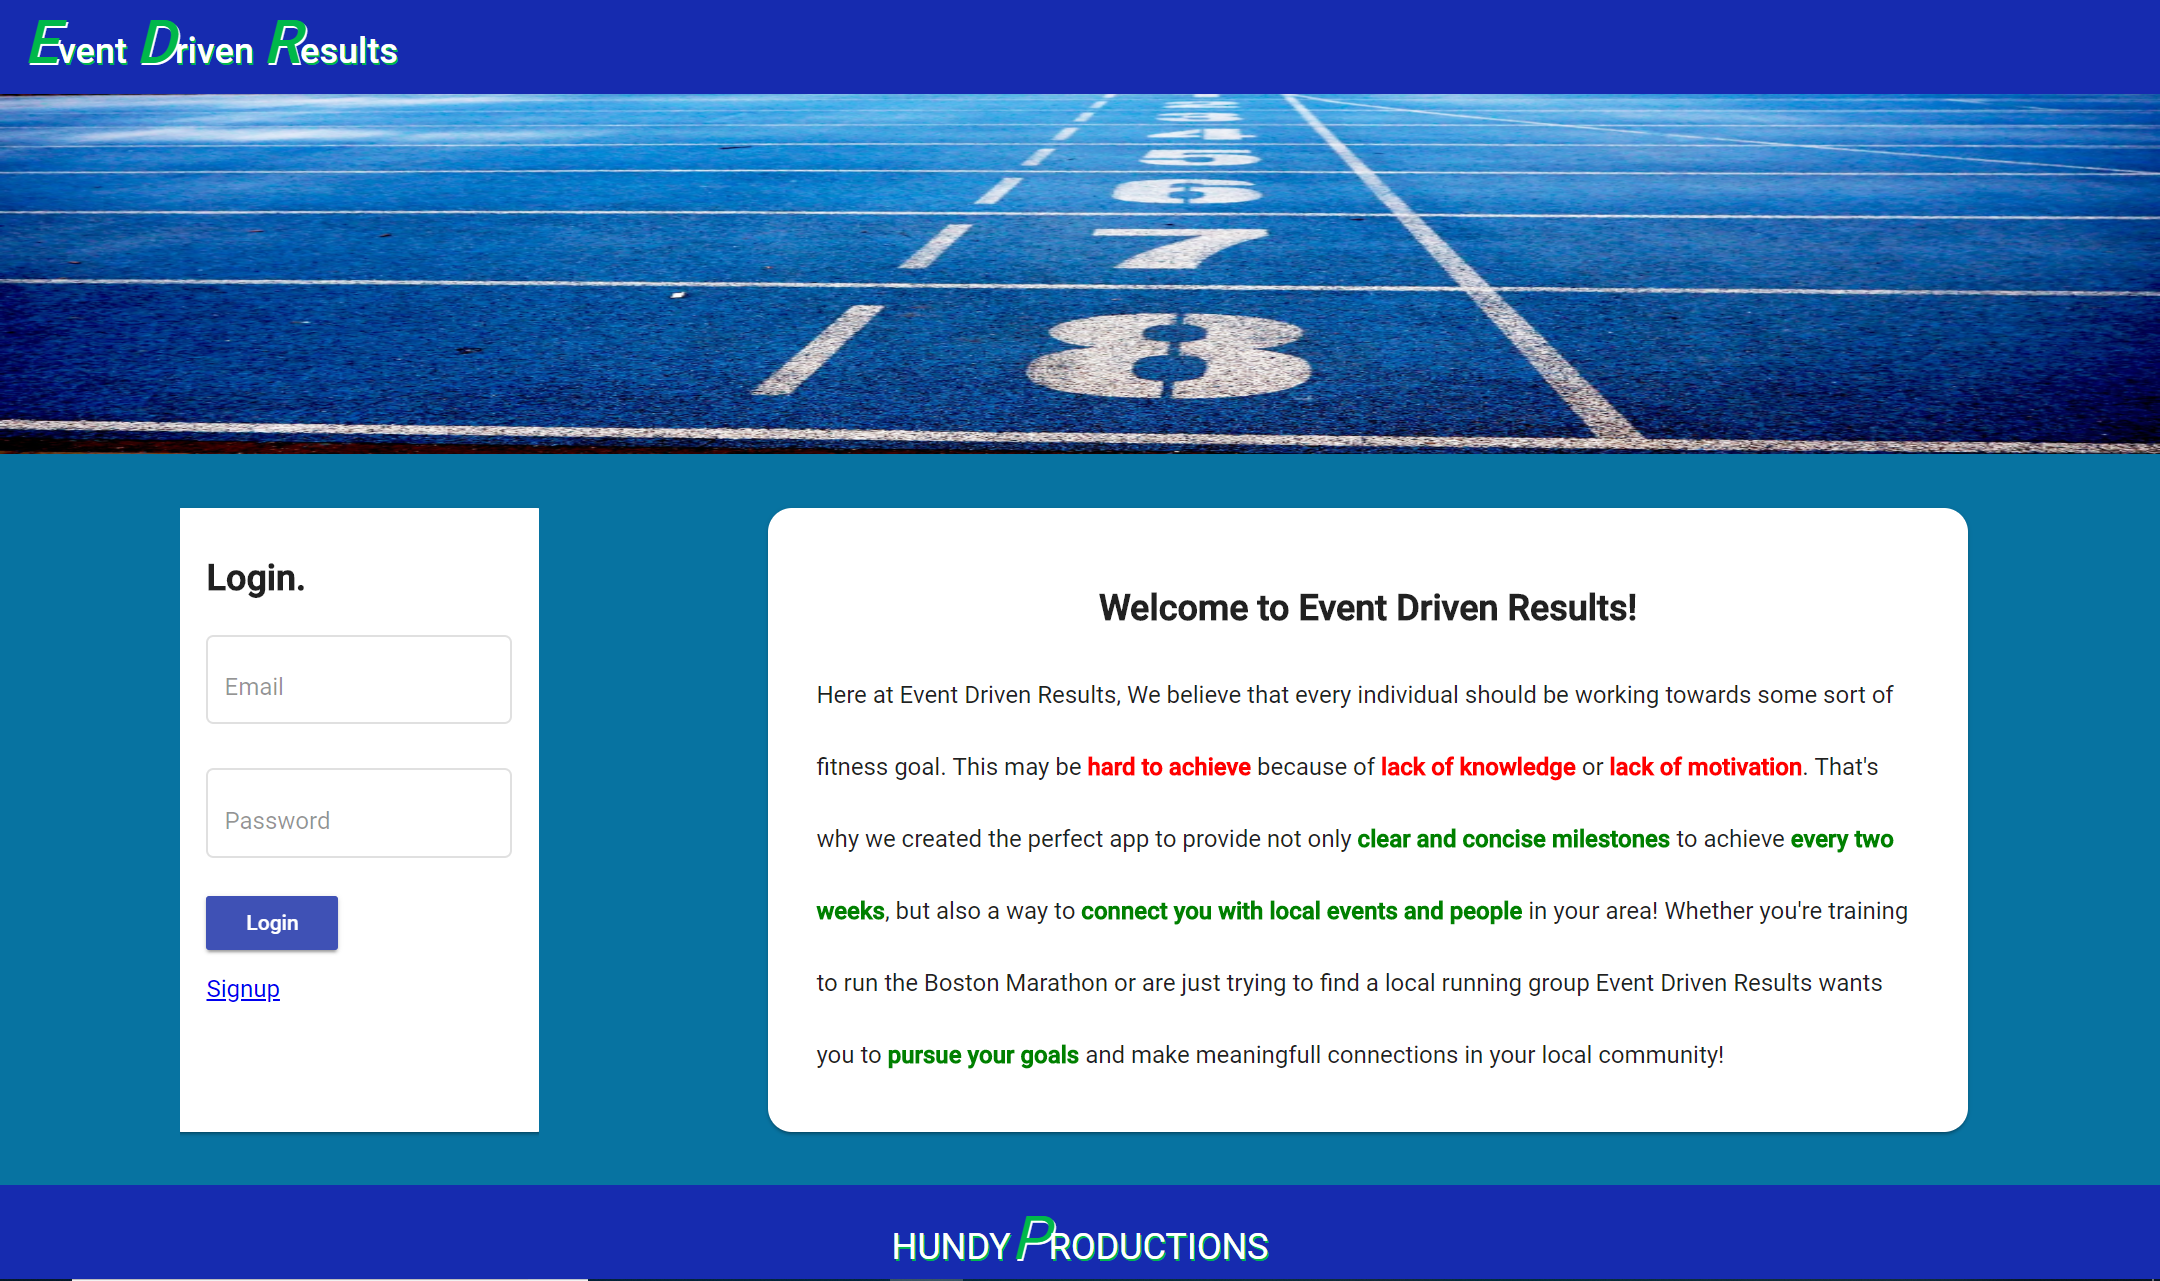 Event Driven Results
3
4
5
6
7
8
Login.
Email
Password
Login
Signup
Welcome to Event Driven Results!
Here at Event Driven Results, We believe that every individual should be working towards some sort of
fitness goal. This may be hard to achieve because of lack of knowledge or lack of motivation. That's
why we created the perfect app to provide not only clear and concise milestones to achieve every two
weeks, but also a way to connect you with local events and people in your area! Whether you're training
to run the Boston Marathon or are just trying to find a local running group Event Driven Results wants
you to pursue your goals and make meaningfull connections in your local community!
HUNDY PRODUCTIONS